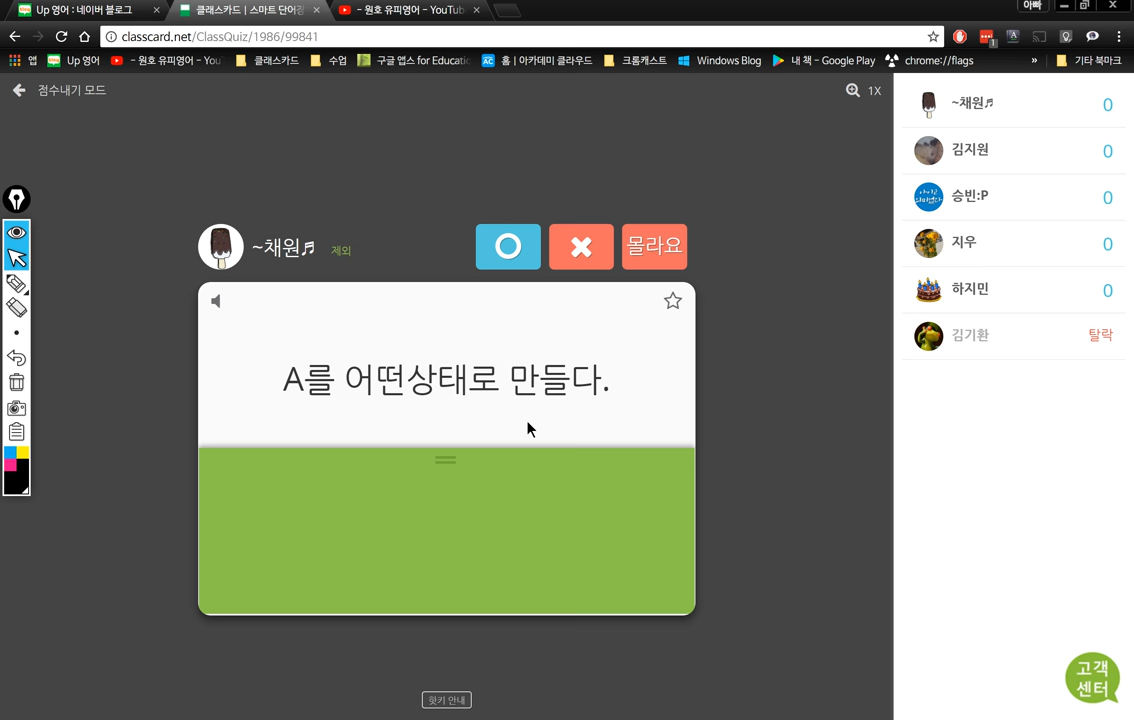 Up 영어 : 네이버 블로그
클래스카드 | 스마트 단어장
- 원호 유피영어 - YouTub
아빠
classcard.net/ClassQuiz/1986/99841
앱
Up 영어
- 원호 유피영어 - You
클래스카드
수업
구글 앱스 for Educatio
홈 | 아카데미 클라우드
크롬캐스트
Windows Blog
내 책 - Google Play
chrome://flags
»
기타 북마크
점수내기 모드
1X
~채원♬ 제외
몰라요
A를 어떤상태로 만들다.
핫키 안내
~채원♬ 0
김지원 0
승빈:P 0
지우 0
하지민 0
김기환 탈락
고객
센터